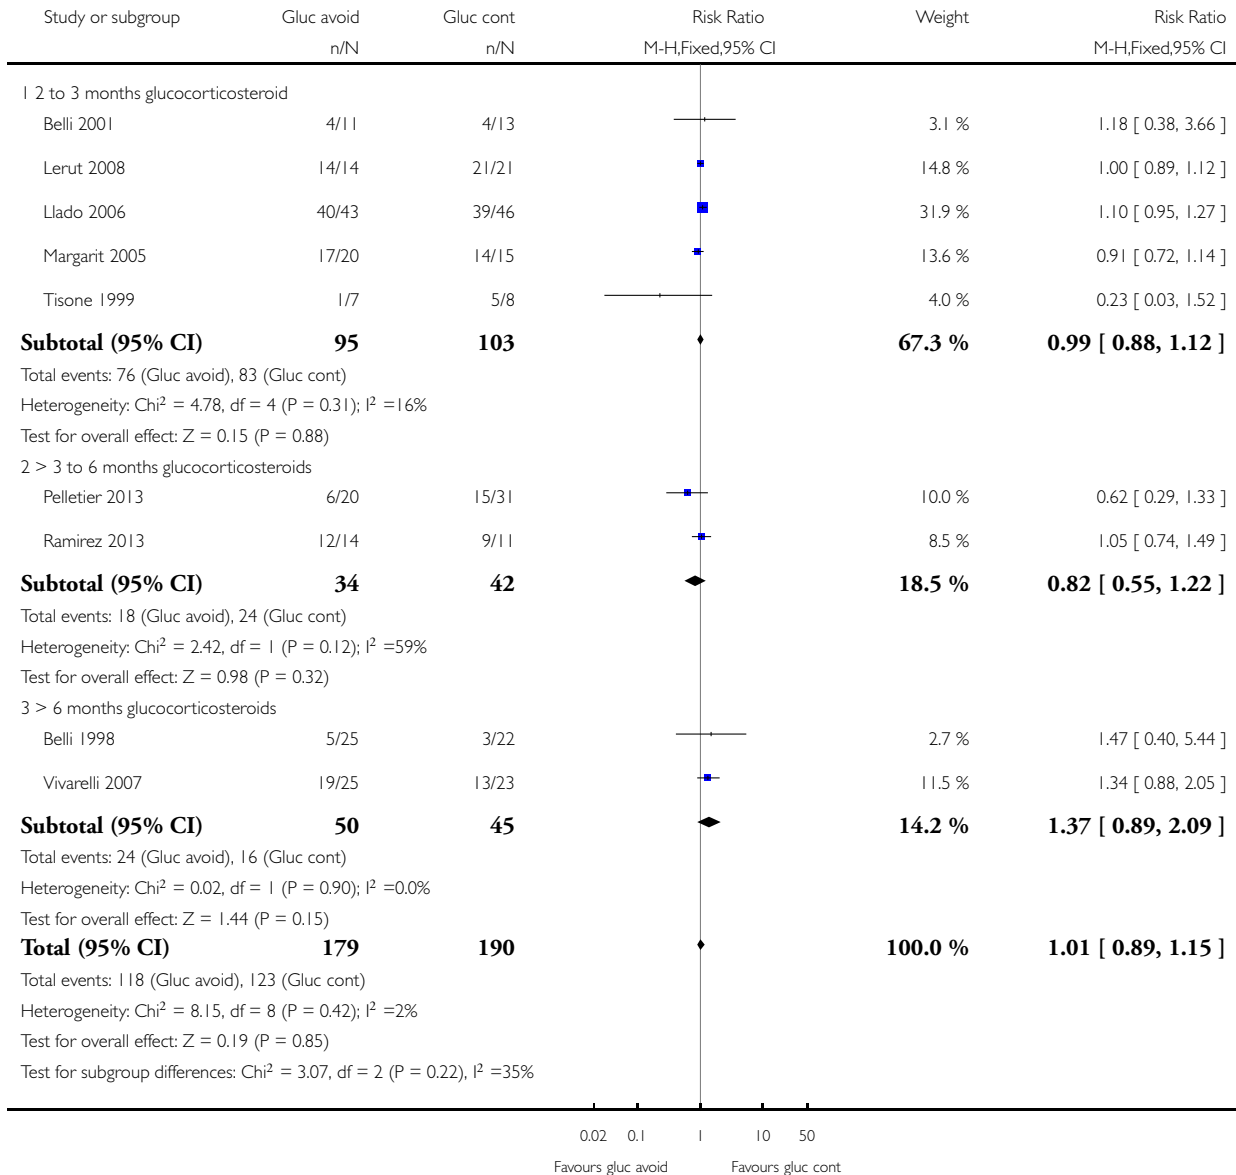 Study or subgroup Gluc avoid Gluc cont Risk Ratio Weight Risk Ratio
n/N n/N M-H,Fixed,95% CI M-H,Fixed,95% CI
1 2 to 3 months glucocorticosteroid
Belli 2001 4/11 4/13 3.1 % 1.18 [ 0.38, 3.66 ]
Lerut 2008 14/14 21/21 14.8 % 1.00 [ 0.89, 1.12 ]
Llado 2006 40/43 39/46 31.9 % 1.10 [ 0.95, 1.27 ]
Margarit 2005 17/20 14/15 13.6 % 0.91 [ 0.72, 1.14 ]
Tisone 1999 1/7 5/8 4.0 % 0.23 [ 0.03, 1.52 ]
Subtotal (95% CI) 95 103 67.3 % 0.99 [ 0.88, 1.12 ]
Total events: 76 (Gluc avoid), 83 (Gluc cont)
Heterogeneity: Chi² = 4.78, df = 4 (P = 0.31); I² =16%
Test for overall effect: Z = 0.15 (P = 0.88)
2 > 3 to 6 months glucocorticosteroids
Pelletier 2013 6/20 15/31 10.0 % 0.62 [ 0.29, 1.33 ]
Ramirez 2013 12/14 9/11 8.5 % 1.05 [ 0.74, 1.49 ]
Subtotal (95% CI) 34 42 18.5 % 0.82 [ 0.55, 1.22 ]
Total events: 18 (Gluc avoid), 24 (Gluc cont)
Heterogeneity: Chi² = 2.42, df = 1 (P = 0.12); I² =59%
Test for overall effect: Z = 0.98 (P = 0.32)
3 > 6 months glucocorticosteroids
Belli 1998 5/25 3/22 2.7 % 1.47 [ 0.40, 5.44 ]
Vivarelli 2007 19/25 13/23 11.5 % 1.34 [ 0.88, 2.05 ]
Subtotal (95% CI) 50 45 14.2 % 1.37 [ 0.89, 2.09 ]
Total events: 24 (Gluc avoid), 16 (Gluc cont)
Heterogeneity: Chi² = 0.02, df = 1 (P = 0.90); I² =0.0%
Test for overall effect: Z = 1.44 (P = 0.15)
Total (95% CI) 179 190 100.0 % 1.01 [ 0.89, 1.15 ]
Total events: 118 (Gluc avoid), 123 (Gluc cont)
Heterogeneity: Chi² = 8.15, df = 8 (P = 0.42); I² =2%
Test for overall effect: Z = 0.19 (P = 0.85)
Test for subgroup differences: Chi² = 3.07, df = 2 (P = 0.22), I² =35%
0.02 0.1 1 10 50
Favours gluc avoid Favours gluc cont